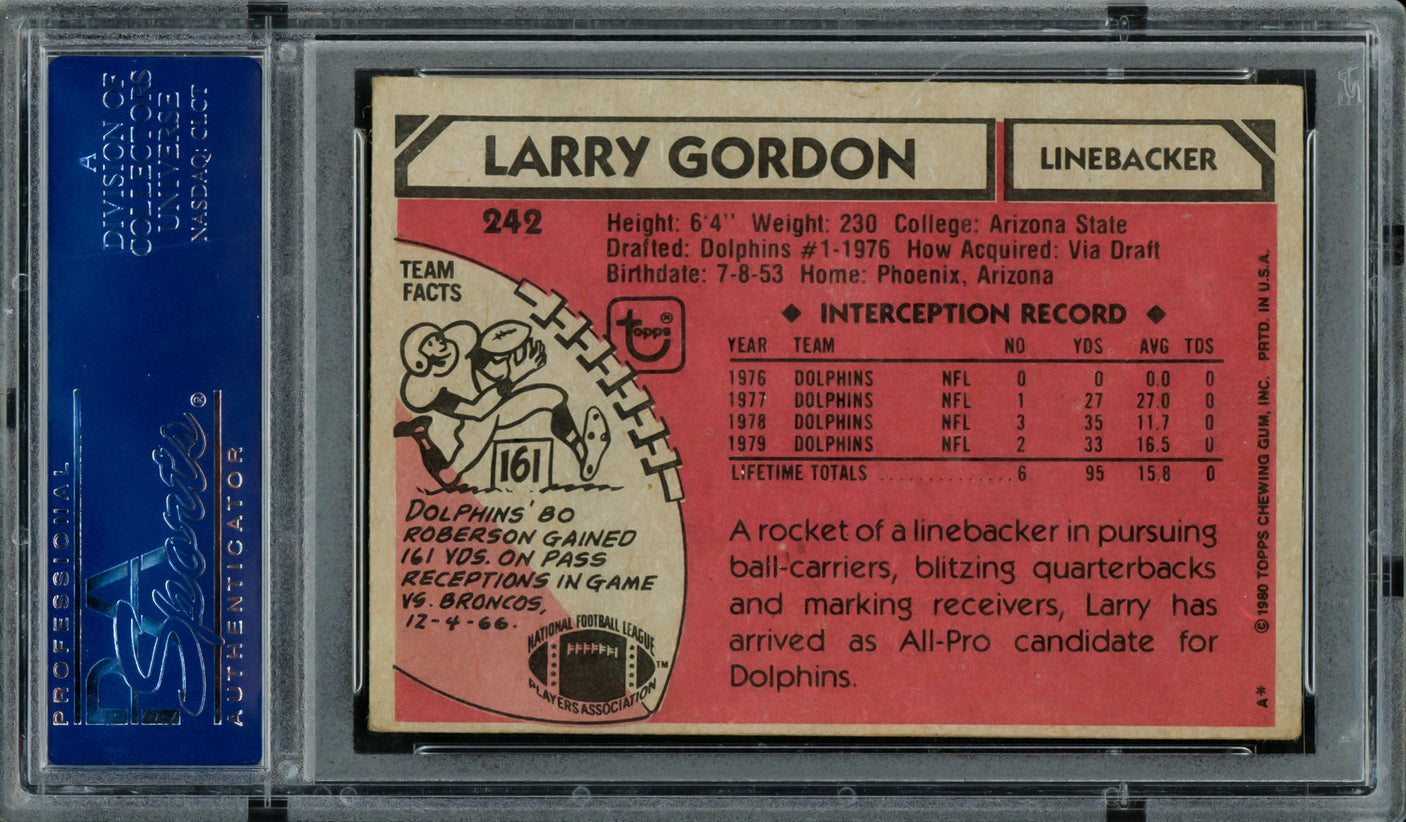 A
DIVISION OF
COLLECTORS
UNIVERSE
NASDAQ: CLCT
PROFESSIONAL
PSA
Sports®
AUTHENTICATOR
LARRY GORDON
LINEBACKER
242
Height: 6'4" Weight: 230 College: Arizona State
Drafted: Dolphins #1-1976 How Acquired: Via Draft
Birthdate: 7-8-53 Home: Phoenix, Arizona
TEAM
FACTS
topps®
161
DOLPHINS' BO
ROBERSON GAINED
161 YDS. ON PASS
RECEPTIONS IN GAME
VS. BRONCOS,
12-4-66.
NATIONAL FOOTBALL LEAGUE
PLAYERS ASSOCIATION
TM
◆ INTERCEPTION RECORD ◆
YEAR TEAM NO YDS AVG TDS
1976 DOLPHINS NFL 0 0 0.0 0
1977 DOLPHINS NFL 1 27 27.0 0
1978 DOLPHINS NFL 3 35 11.7 0
1979 DOLPHINS NFL 2 33 16.5 0
LIFETIME TOTALS .............. 6 95 15.8 0
A rocket of a linebacker in pursuing
ball-carriers, blitzing quarterbacks
and marking receivers, Larry has
arrived as All-Pro candidate for
Dolphins.
A* ©1980 TOPPS CHEWING GUM, INC. PRTD. IN U.S.A.